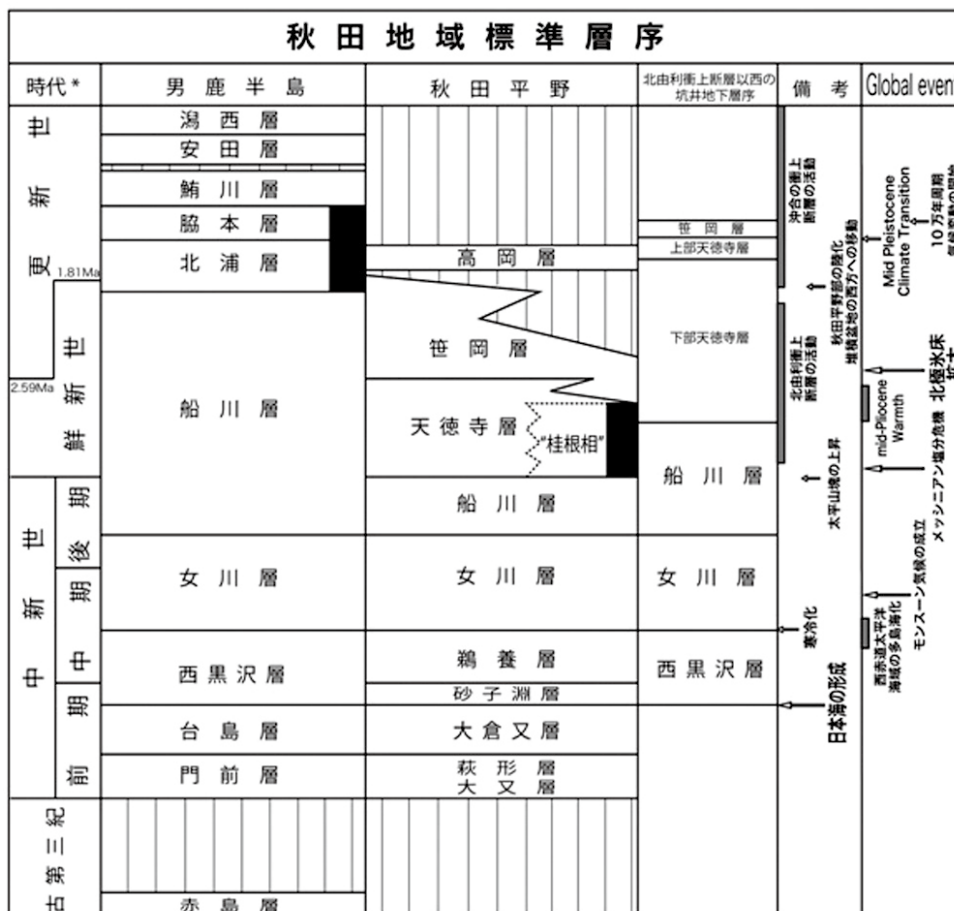 秋田地域標準層序
時代*
男鹿半島
秋田平野
北由利衝上断層以西の
坑井地下層序
備考
Global event
更新世
1.81Ma
鮮新世
2.59Ma
中新世
後期
中期
前期
古第三紀
潟西層
安田層
鮪川層
脇本層
北浦層
船川層
女川層
西黒沢層
台島層
門前層
赤島層
高岡層
笹岡層
天徳寺層
"桂根相"
船川層
女川層
鵜養層
砂子淵層
大倉又層
萩形層
大又層
笹岡層
上部天徳寺層
下部天徳寺層
船川層
女川層
西黒沢層
沖合の衝上
断層の活動
秋田平野部の陸化
堆積盆地の西方への移動
北由利衝上
断層の活動
太平山塊の上昇
寒冷化
日本海の形成
Mid Pleistocene
Climate Transition
10万年周期
気候変動の開始
北極氷床
拡大
mid-Pliocene
Warmth
メッシニアン塩分危機
モンスーン気候の成立
西赤道太平洋
海域の多島海化